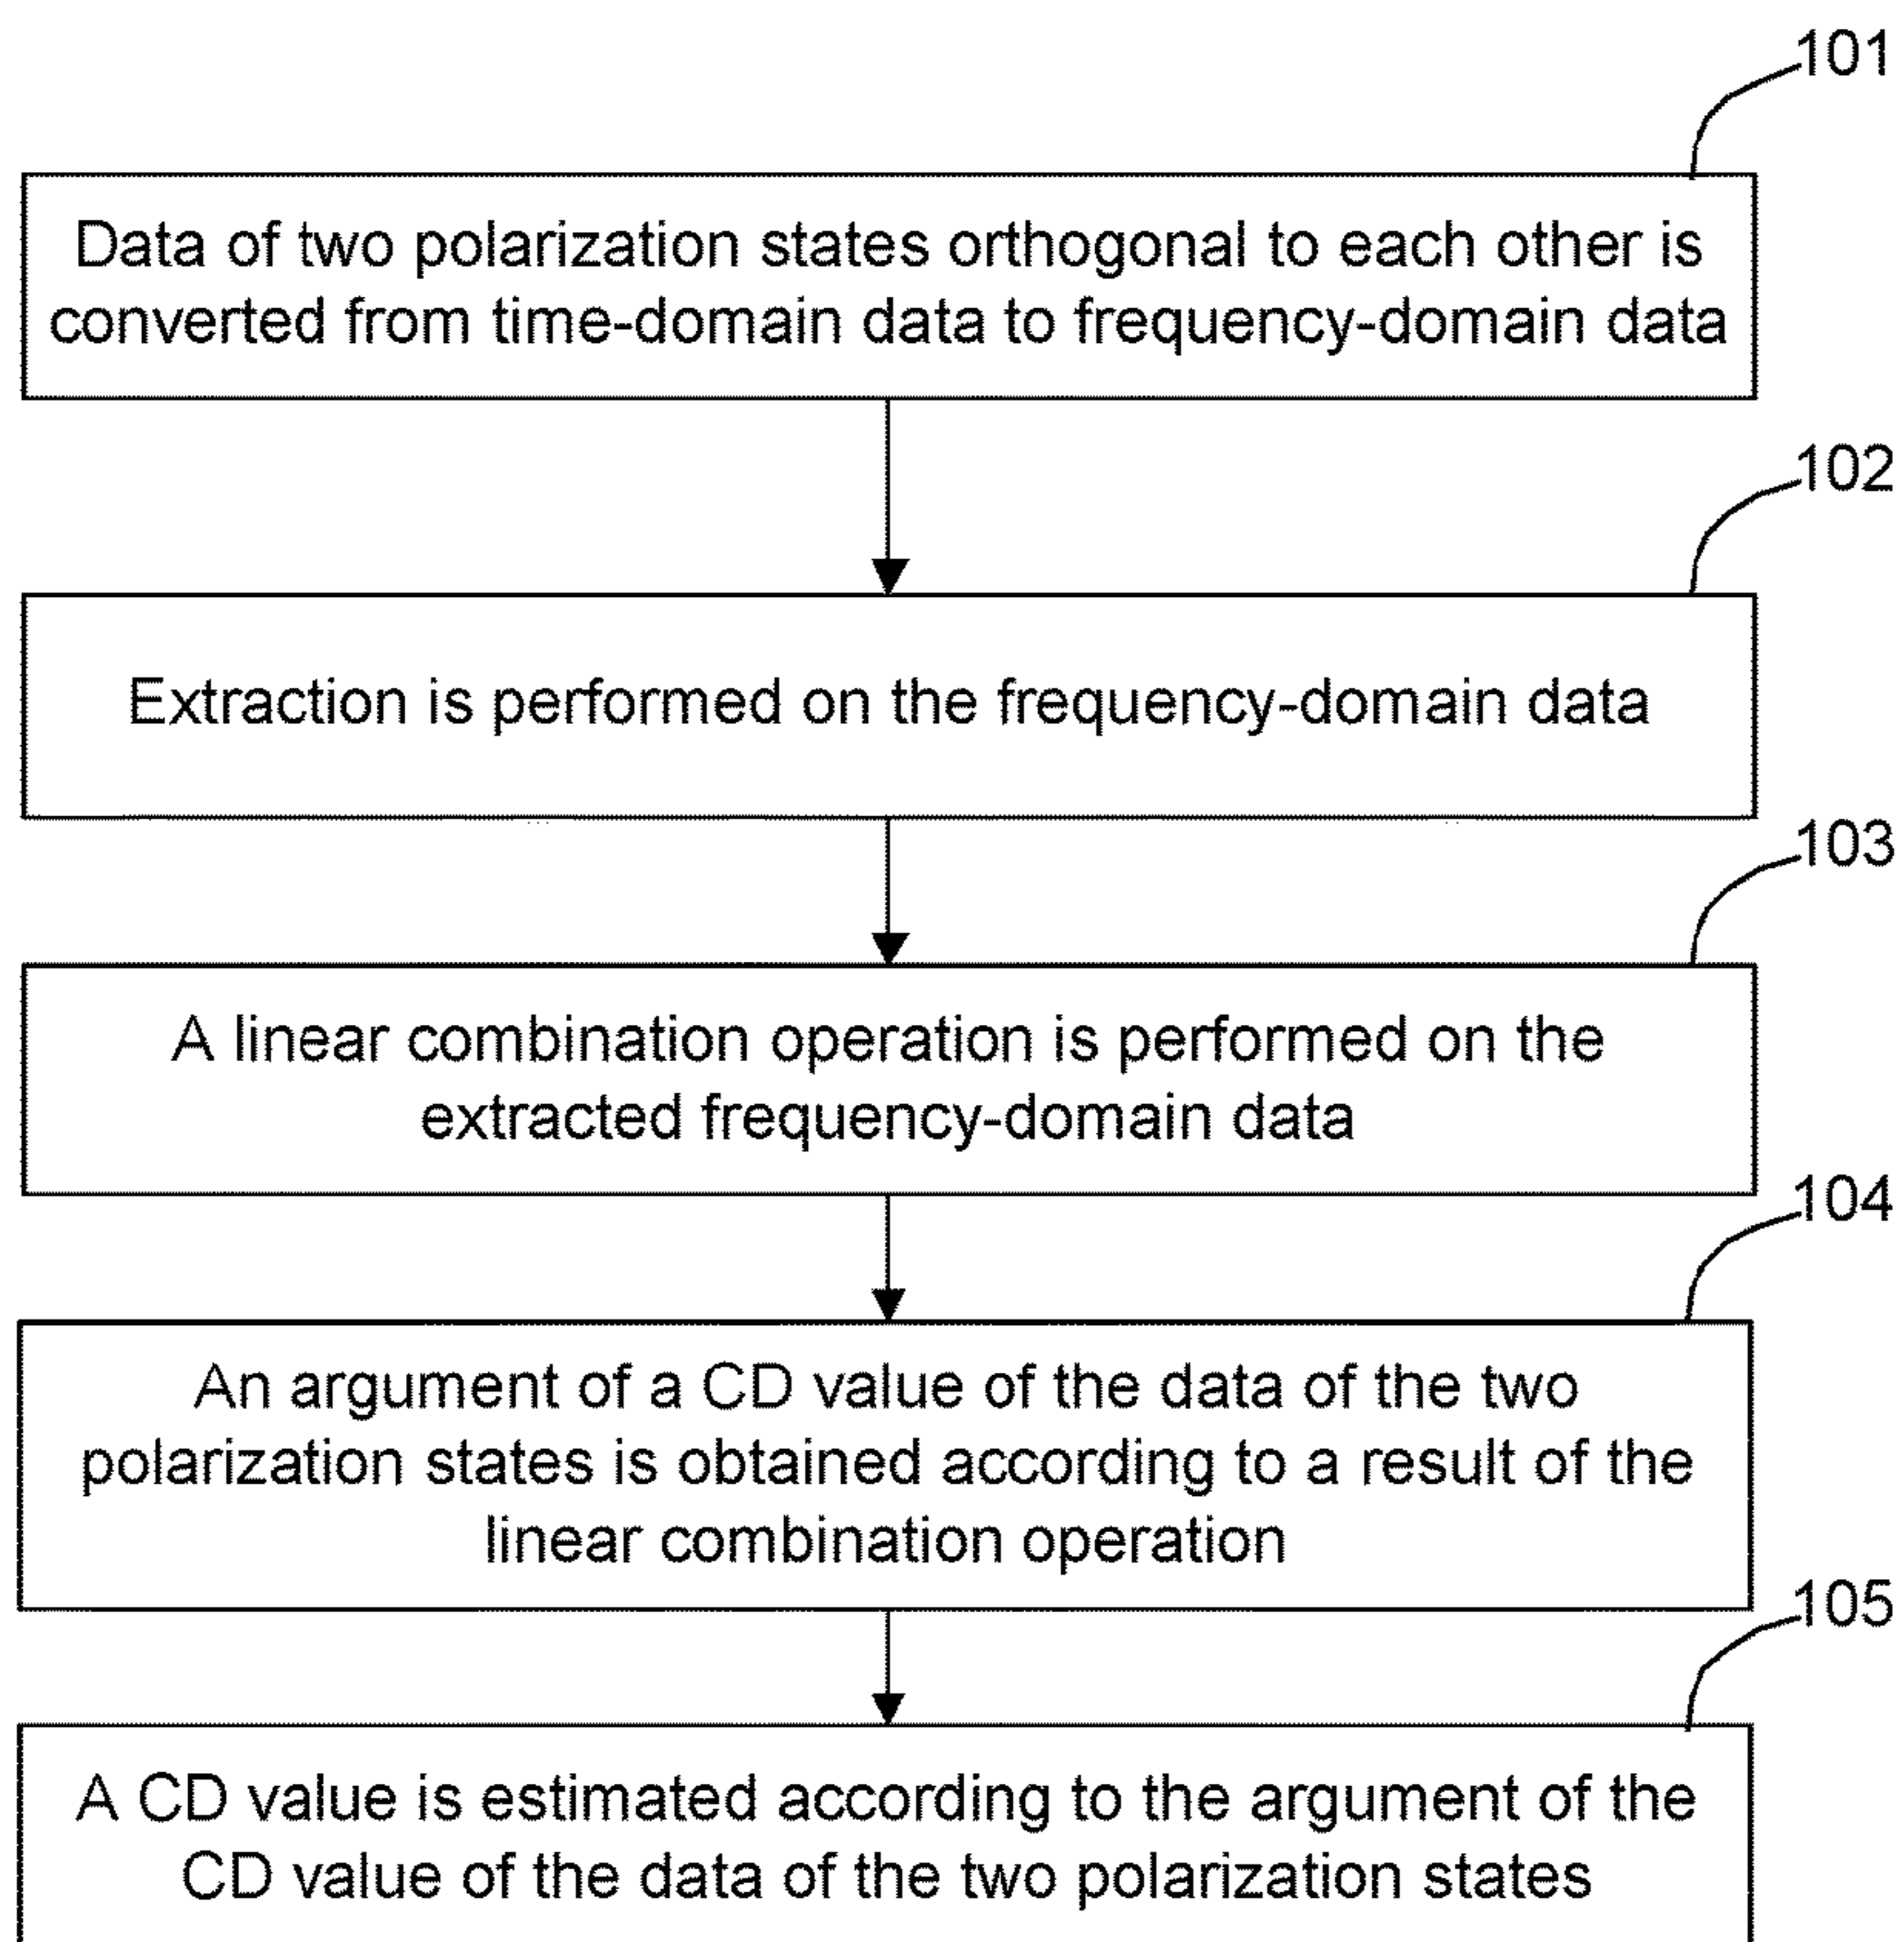 101
Data of two polarization states orthogonal to each other is
converted from time-domain data to frequency-domain data
102
Extraction is performed on the frequency-domain data
103
A linear combination operation is performed on the
extracted frequency-domain data
104
An argument of a CD value of the data of the two
polarization states is obtained according to a result of the
linear combination operation
105
A CD value is estimated according to the argument of the
CD value of the data of the two polarization states